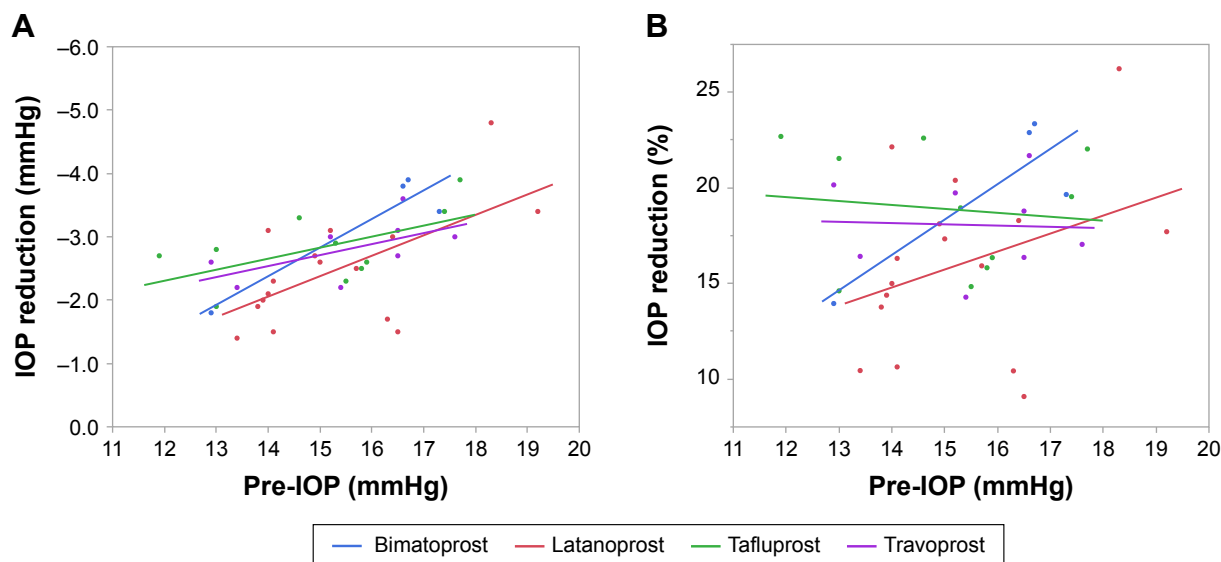 A
IOP reduction (mmHg)
–6.0
–5.0
–4.0
–3.0
–2.0
–1.0
0.0
11 12 13 14 15 16 17 18 19 20
Pre-IOP (mmHg)
B
IOP reduction (%)
25
20
15
10
11 12 13 14 15 16 17 18 19 20
Pre-IOP (mmHg)
Bimatoprost Latanoprost Tafluprost Travoprost